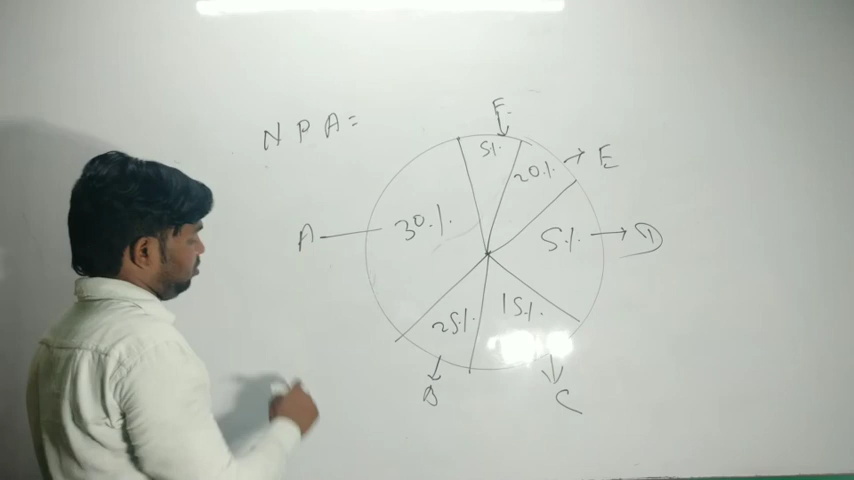 NPA=
F
5%
20% → E
A
30%
5% → D
25%
15%
B
C